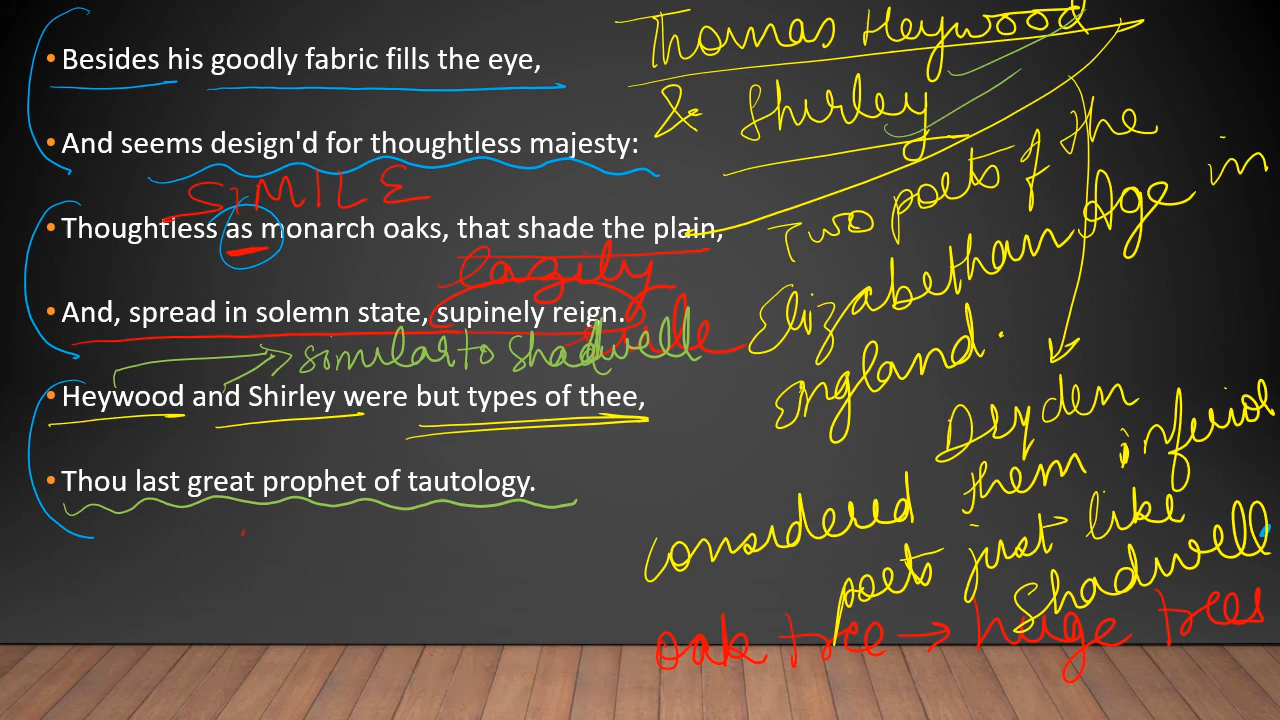 Thomas Heywood
& Shirley
Two poets of the
Elizabethan Age in
England.
Dryden
considered them inferior
poets just like
Shadwell
oak tree → huge trees
• Besides his goodly fabric fills the eye,
• And seems design'd for thoughtless majesty:
SIMILE
• Thoughtless as monarch oaks, that shade the plain,
lazily
• And, spread in solemn state, supinely reign.
rule
similar to Shadwell
• Heywood and Shirley were but types of thee,
• Thou last great prophet of tautology.